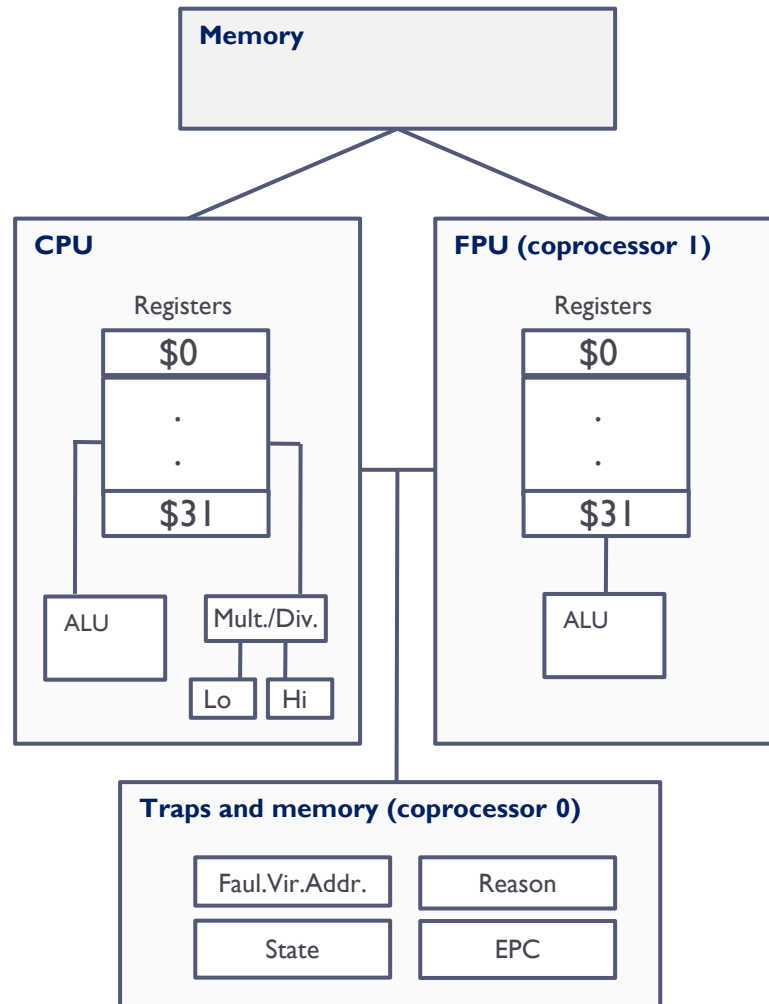 Memory
CPU
Registers
$0
.
.
$31
ALU
Mult./Div.
Lo
Hi
FPU (coprocessor 1)
Registers
$0
.
.
$31
ALU
Traps and memory (coprocessor 0)
Faul.Vir.Addr.
Reason
State
EPC